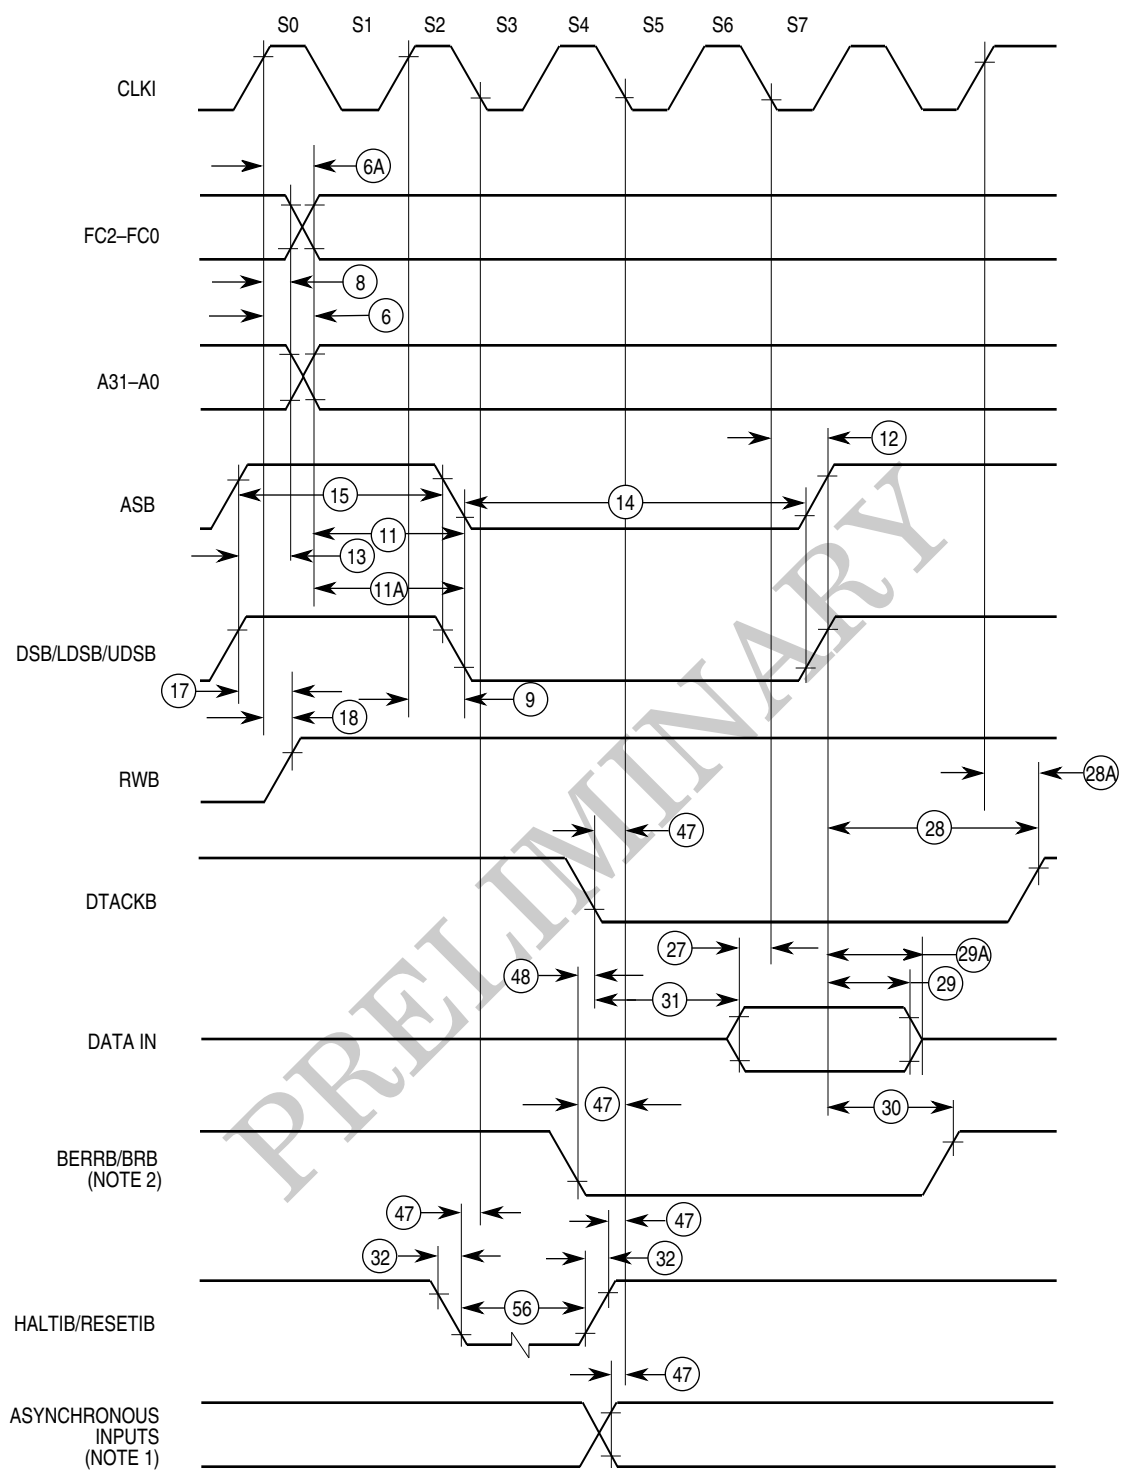 S0 S1 S2 S3 S4 S5 S6 S7
CLKI
6A
FC2–FC0
8
6
A31–A0
12
15
14
ASB
11
13
11A
DSB/LDSB/UDSB
17
9
18
RWB
28A
47
28
DTACKB
27
29A
48
29
31
DATA IN
47
30
BERRB/BRB
(NOTE 2)
47
47
32
32
56
HALTIB/RESETIB
47
ASYNCHRONOUS
INPUTS
(NOTE 1)
PRELIMINARY